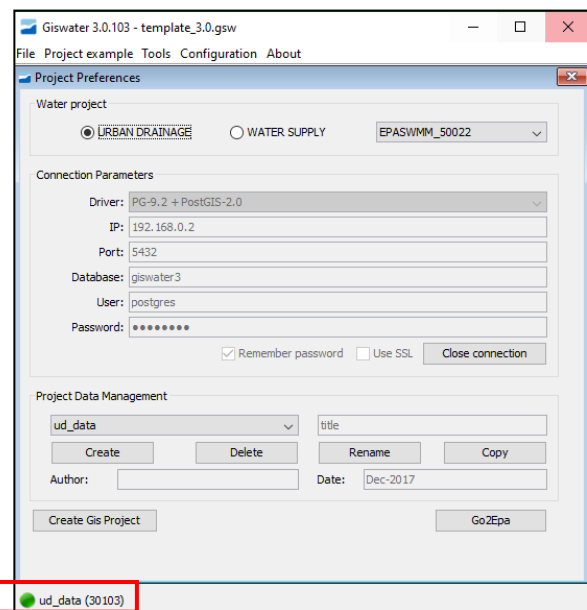 Giswater 3.0.103 - template_3.0.gsw
File Project example Tools Configuration About
Project Preferences
Water project
URBAN DRAINAGE WATER SUPPLY EPASWMM_50022
Connection Parameters
Driver: PG-9.2 + PostGIS-2.0
IP: 192.168.0.2
Port: 5432
Database: giswater3
User: postgres
Password: ●●●●●●●●
Remember password Use SSL Close connection
Project Data Management
ud_data title
Create Delete Rename Copy
Author: Date: Dec-2017
Create Gis Project Go2Epa
ud_data (30103)